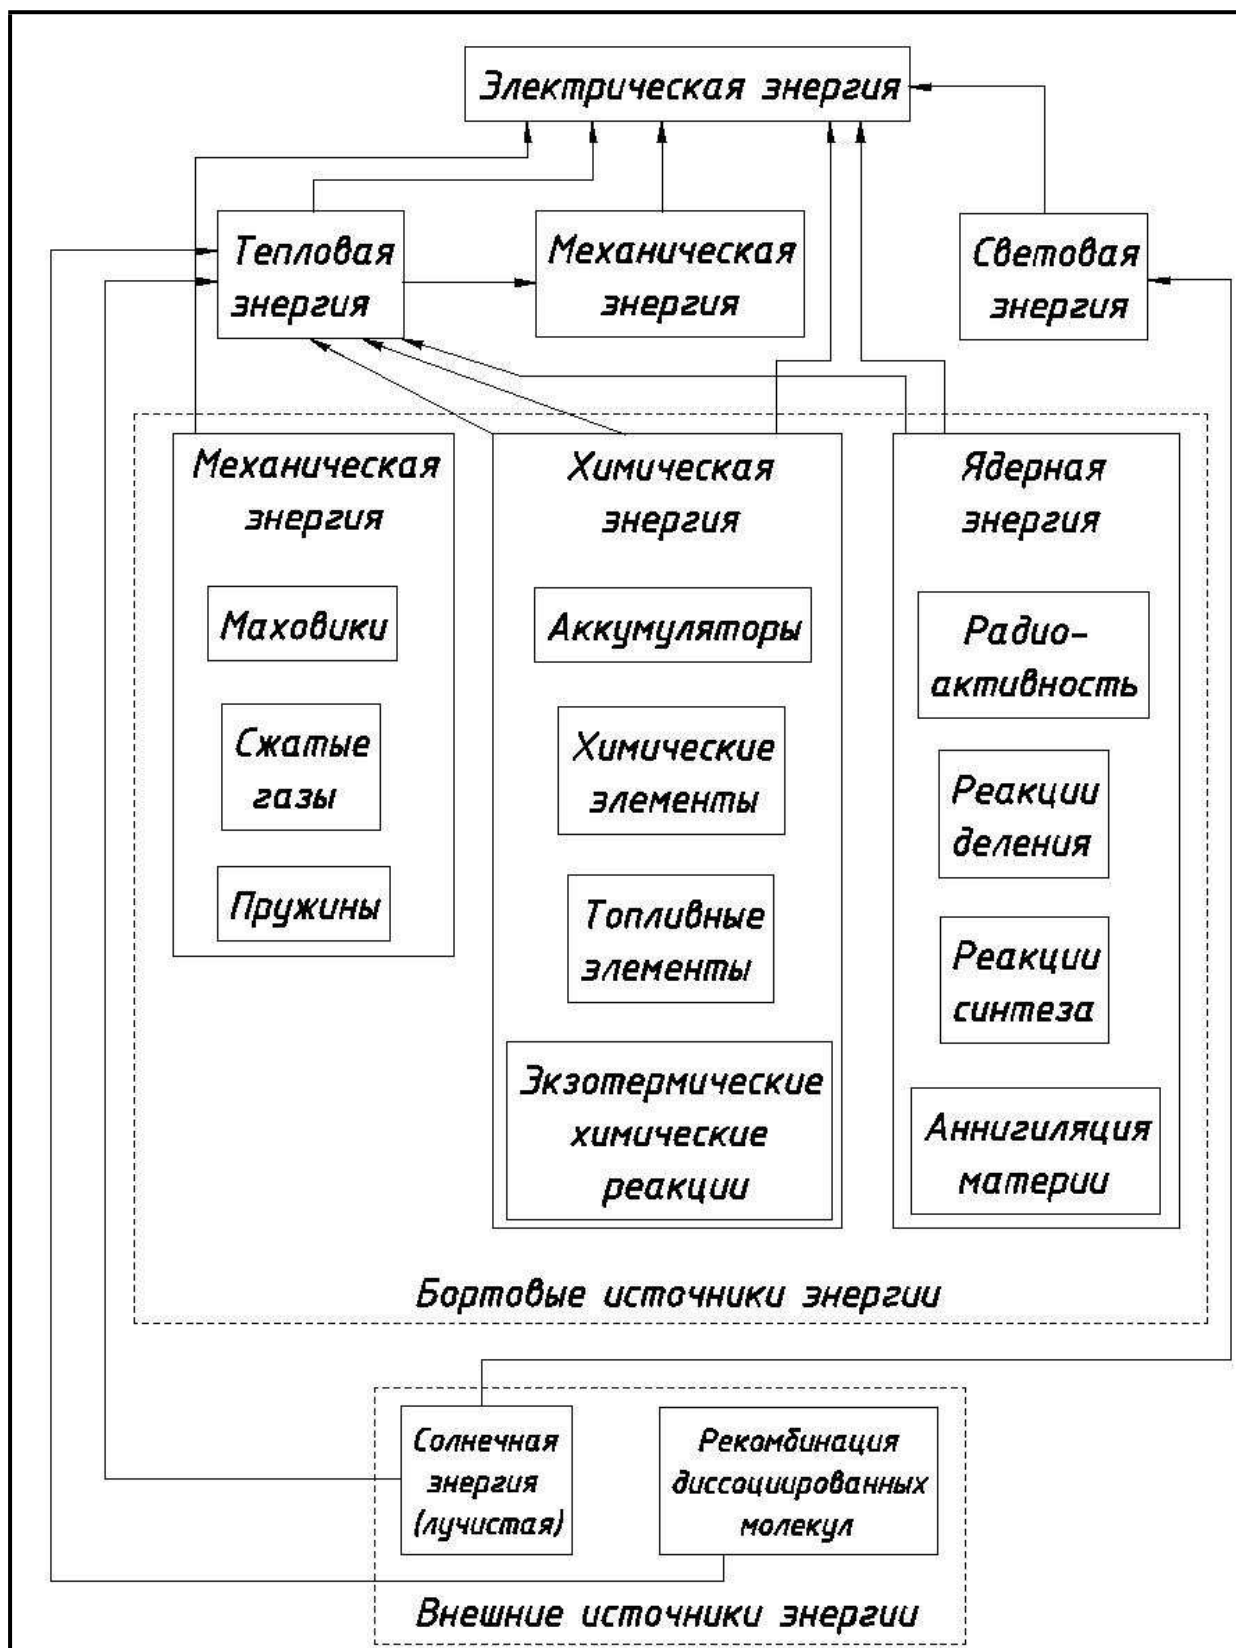 Электрическая энергия
Тепловая
энергия
Механическая
энергия
Световая
энергия
Механическая
энергия
Маховики
Сжатые
газы
Пружины
Химическая
энергия
Аккумуляторы
Химические
элементы
Топливные
элементы
Экзотермические
химические
реакции
Ядерная
энергия
Радио-
активность
Реакции
деления
Реакции
синтеза
Аннигиляция
материи
Бортовые источники энергии
Солнечная
энергия
(лучистая)
Рекомбинация
диссоциированных
молекул
Внешние источники энергии